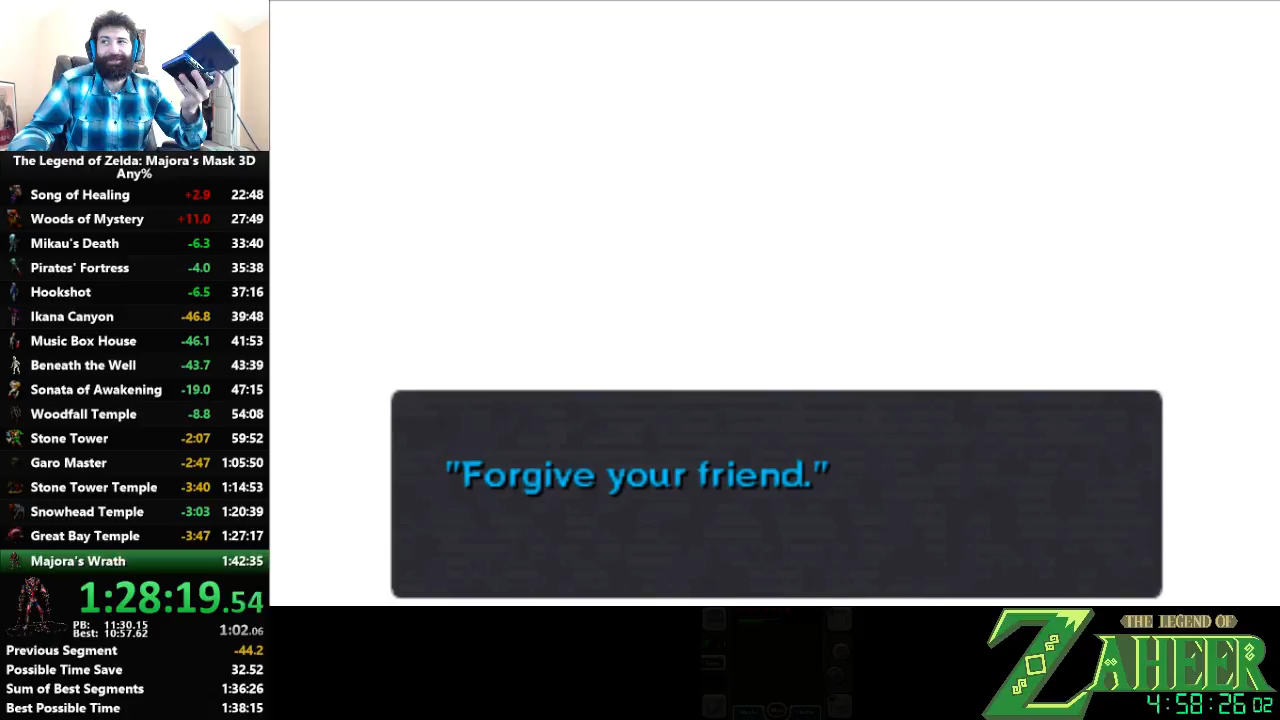 The Legend of Zelda: Majora's Mask 3D
Any%
Song of Healing +2.9 22:48
Woods of Mystery +11.0 27:49
Mikau's Death -6.3 33:40
Pirates' Fortress -4.0 35:38
Hookshot -6.5 37:16
Ikana Canyon -46.8 39:48
Music Box House -46.1 41:53
Beneath the Well -43.7 43:39
Sonata of Awakening -19.0 47:15
Woodfall Temple -8.8 54:08
Stone Tower -2:07 59:52
Garo Master -2:47 1:05:50
Stone Tower Temple -3:40 1:14:53
Snowhead Temple -3:03 1:20:39
Great Bay Temple -3:47 1:27:17
Majora's Wrath 1:42:35
1:28:19.54
PB: 11:30.15
Best: 10:57.62
1:02.06
Previous Segment -44.2
Possible Time Save 32.52
Sum of Best Segments 1:36:26
Best Possible Time 1:38:15
"Forgive your friend."
THE LEGEND OF
ZAHEER
4:58:26 02